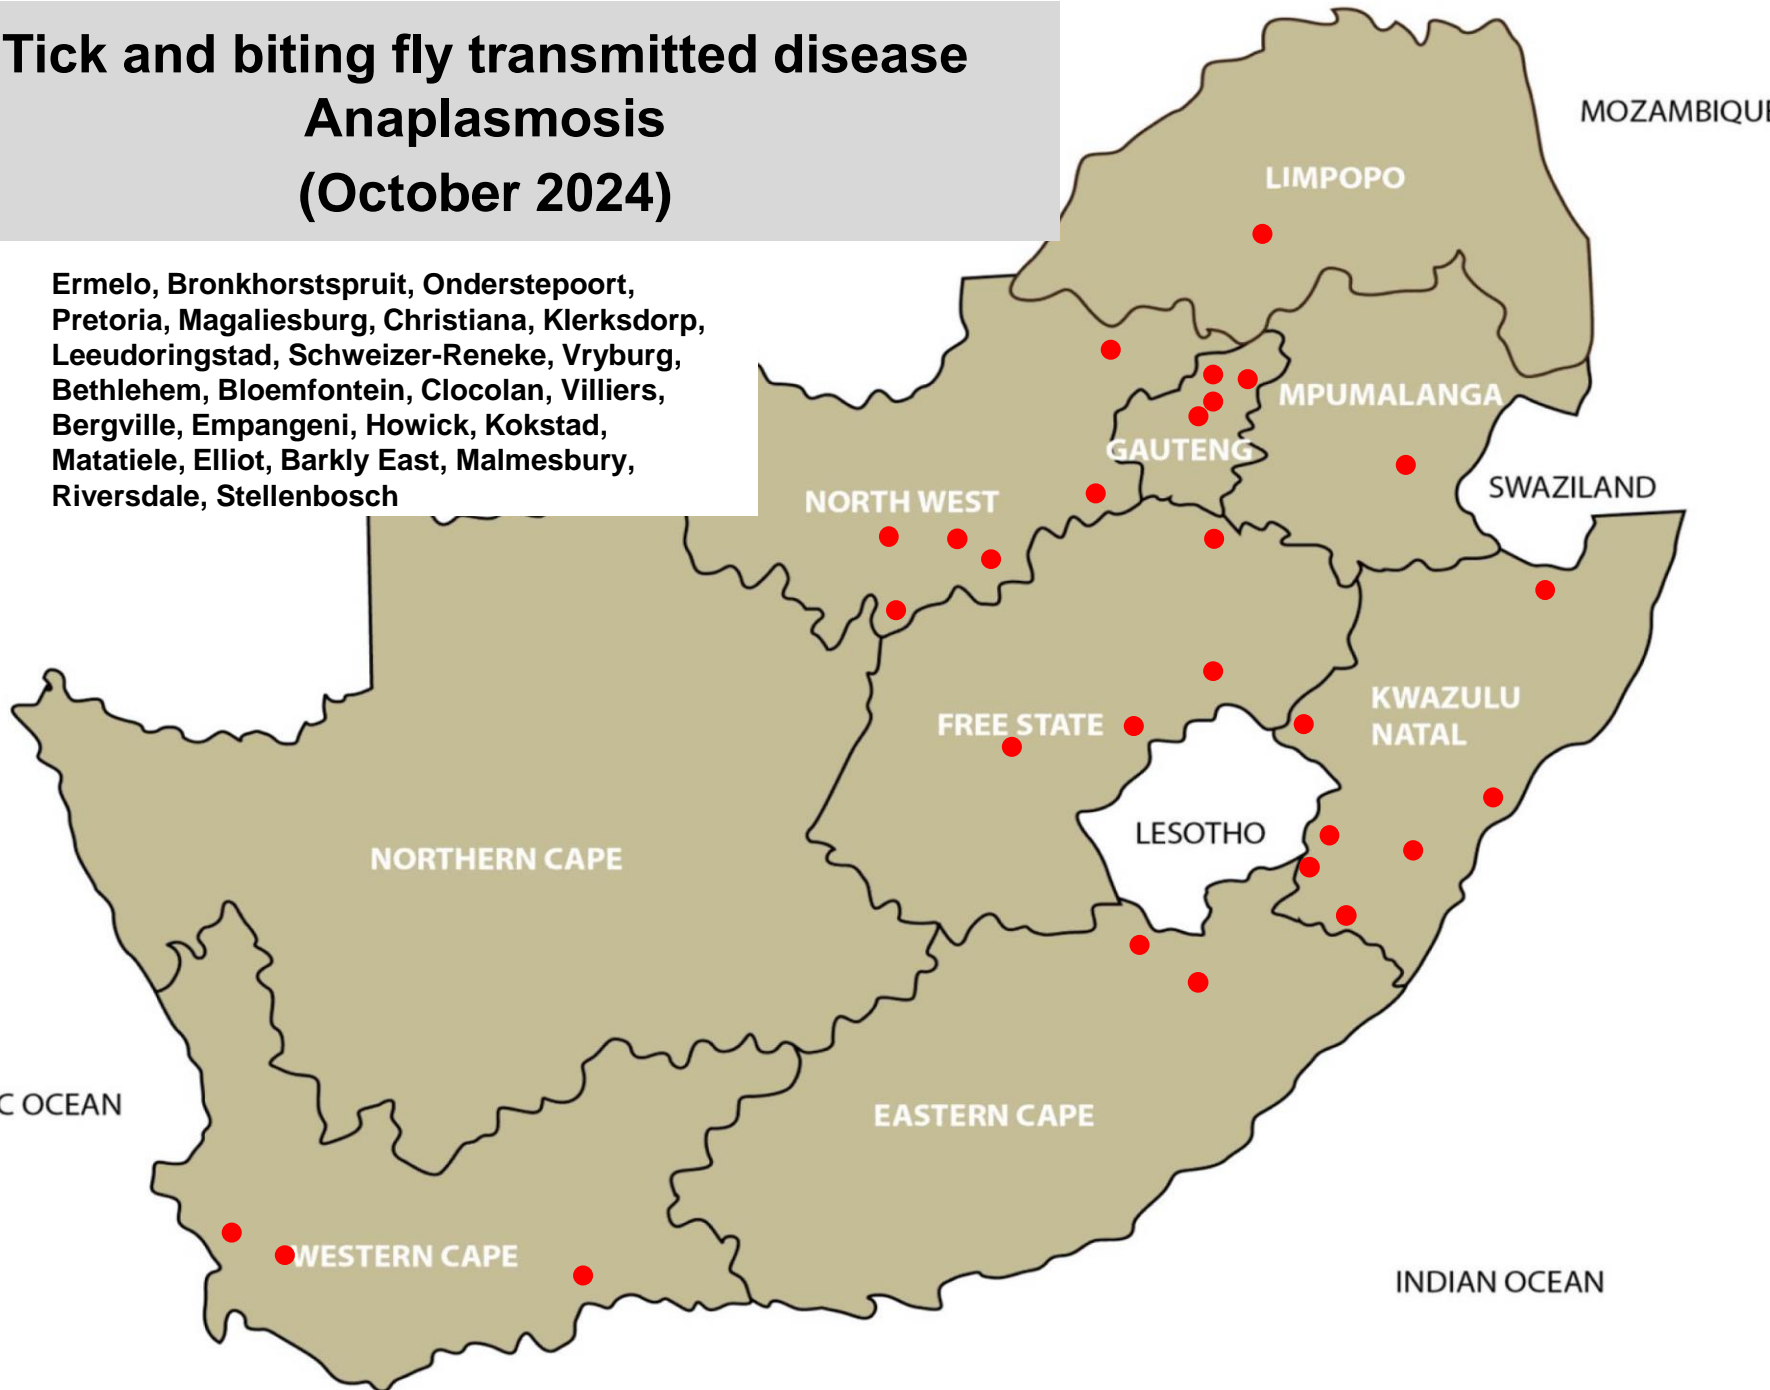 Tick and biting fly transmitted disease
Anaplasmosis
(October 2024)
Ermelo, Bronkhorstspruit, Onderstepoort,
Pretoria, Magaliesburg, Christiana, Klerksdorp,
Leeudoringstad, Schweizer-Reneke, Vryburg,
Bethlehem, Bloemfontein, Clocolan, Villiers,
Bergville, Empangeni, Howick, Kokstad,
Matatiele, Elliot, Barkly East, Malmesbury,
Riversdale, Stellenbosch
MOZAMBIQUE
LIMPOPO
MPUMALANGA
GAUTENG
SWAZILAND
NORTH WEST
KWAZULU
NATAL
FREE STATE
LESOTHO
NORTHERN CAPE
C OCEAN
EASTERN CAPE
WESTERN CAPE
INDIAN OCEAN